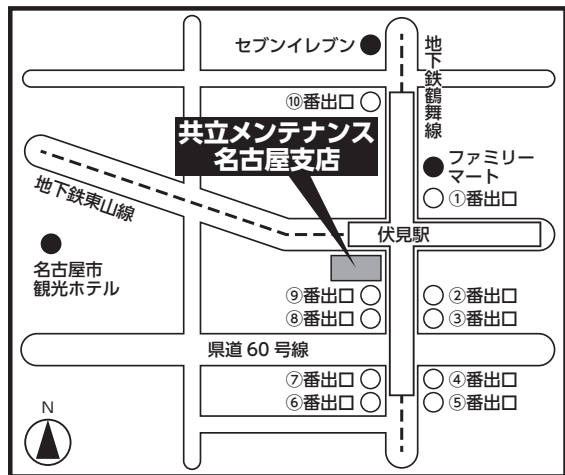 セブンイレブン
地下鉄鶴舞線
⑩番出口
共立メンテナンス
名古屋支店
ファミリー
マート
①番出口
地下鉄東山線
伏見駅
名古屋市
観光ホテル
⑨番出口
②番出口
⑧番出口
③番出口
県道60号線
⑦番出口
④番出口
⑥番出口
⑤番出口
N